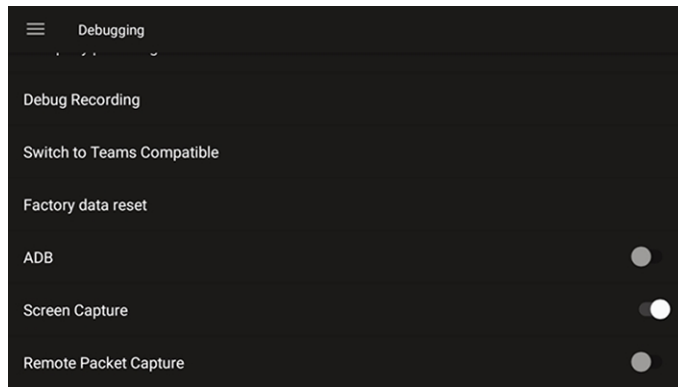 Debugging
Debug Recording
Switch to Teams Compatible
Factory data reset
ADB
Screen Capture
Remote Packet Capture